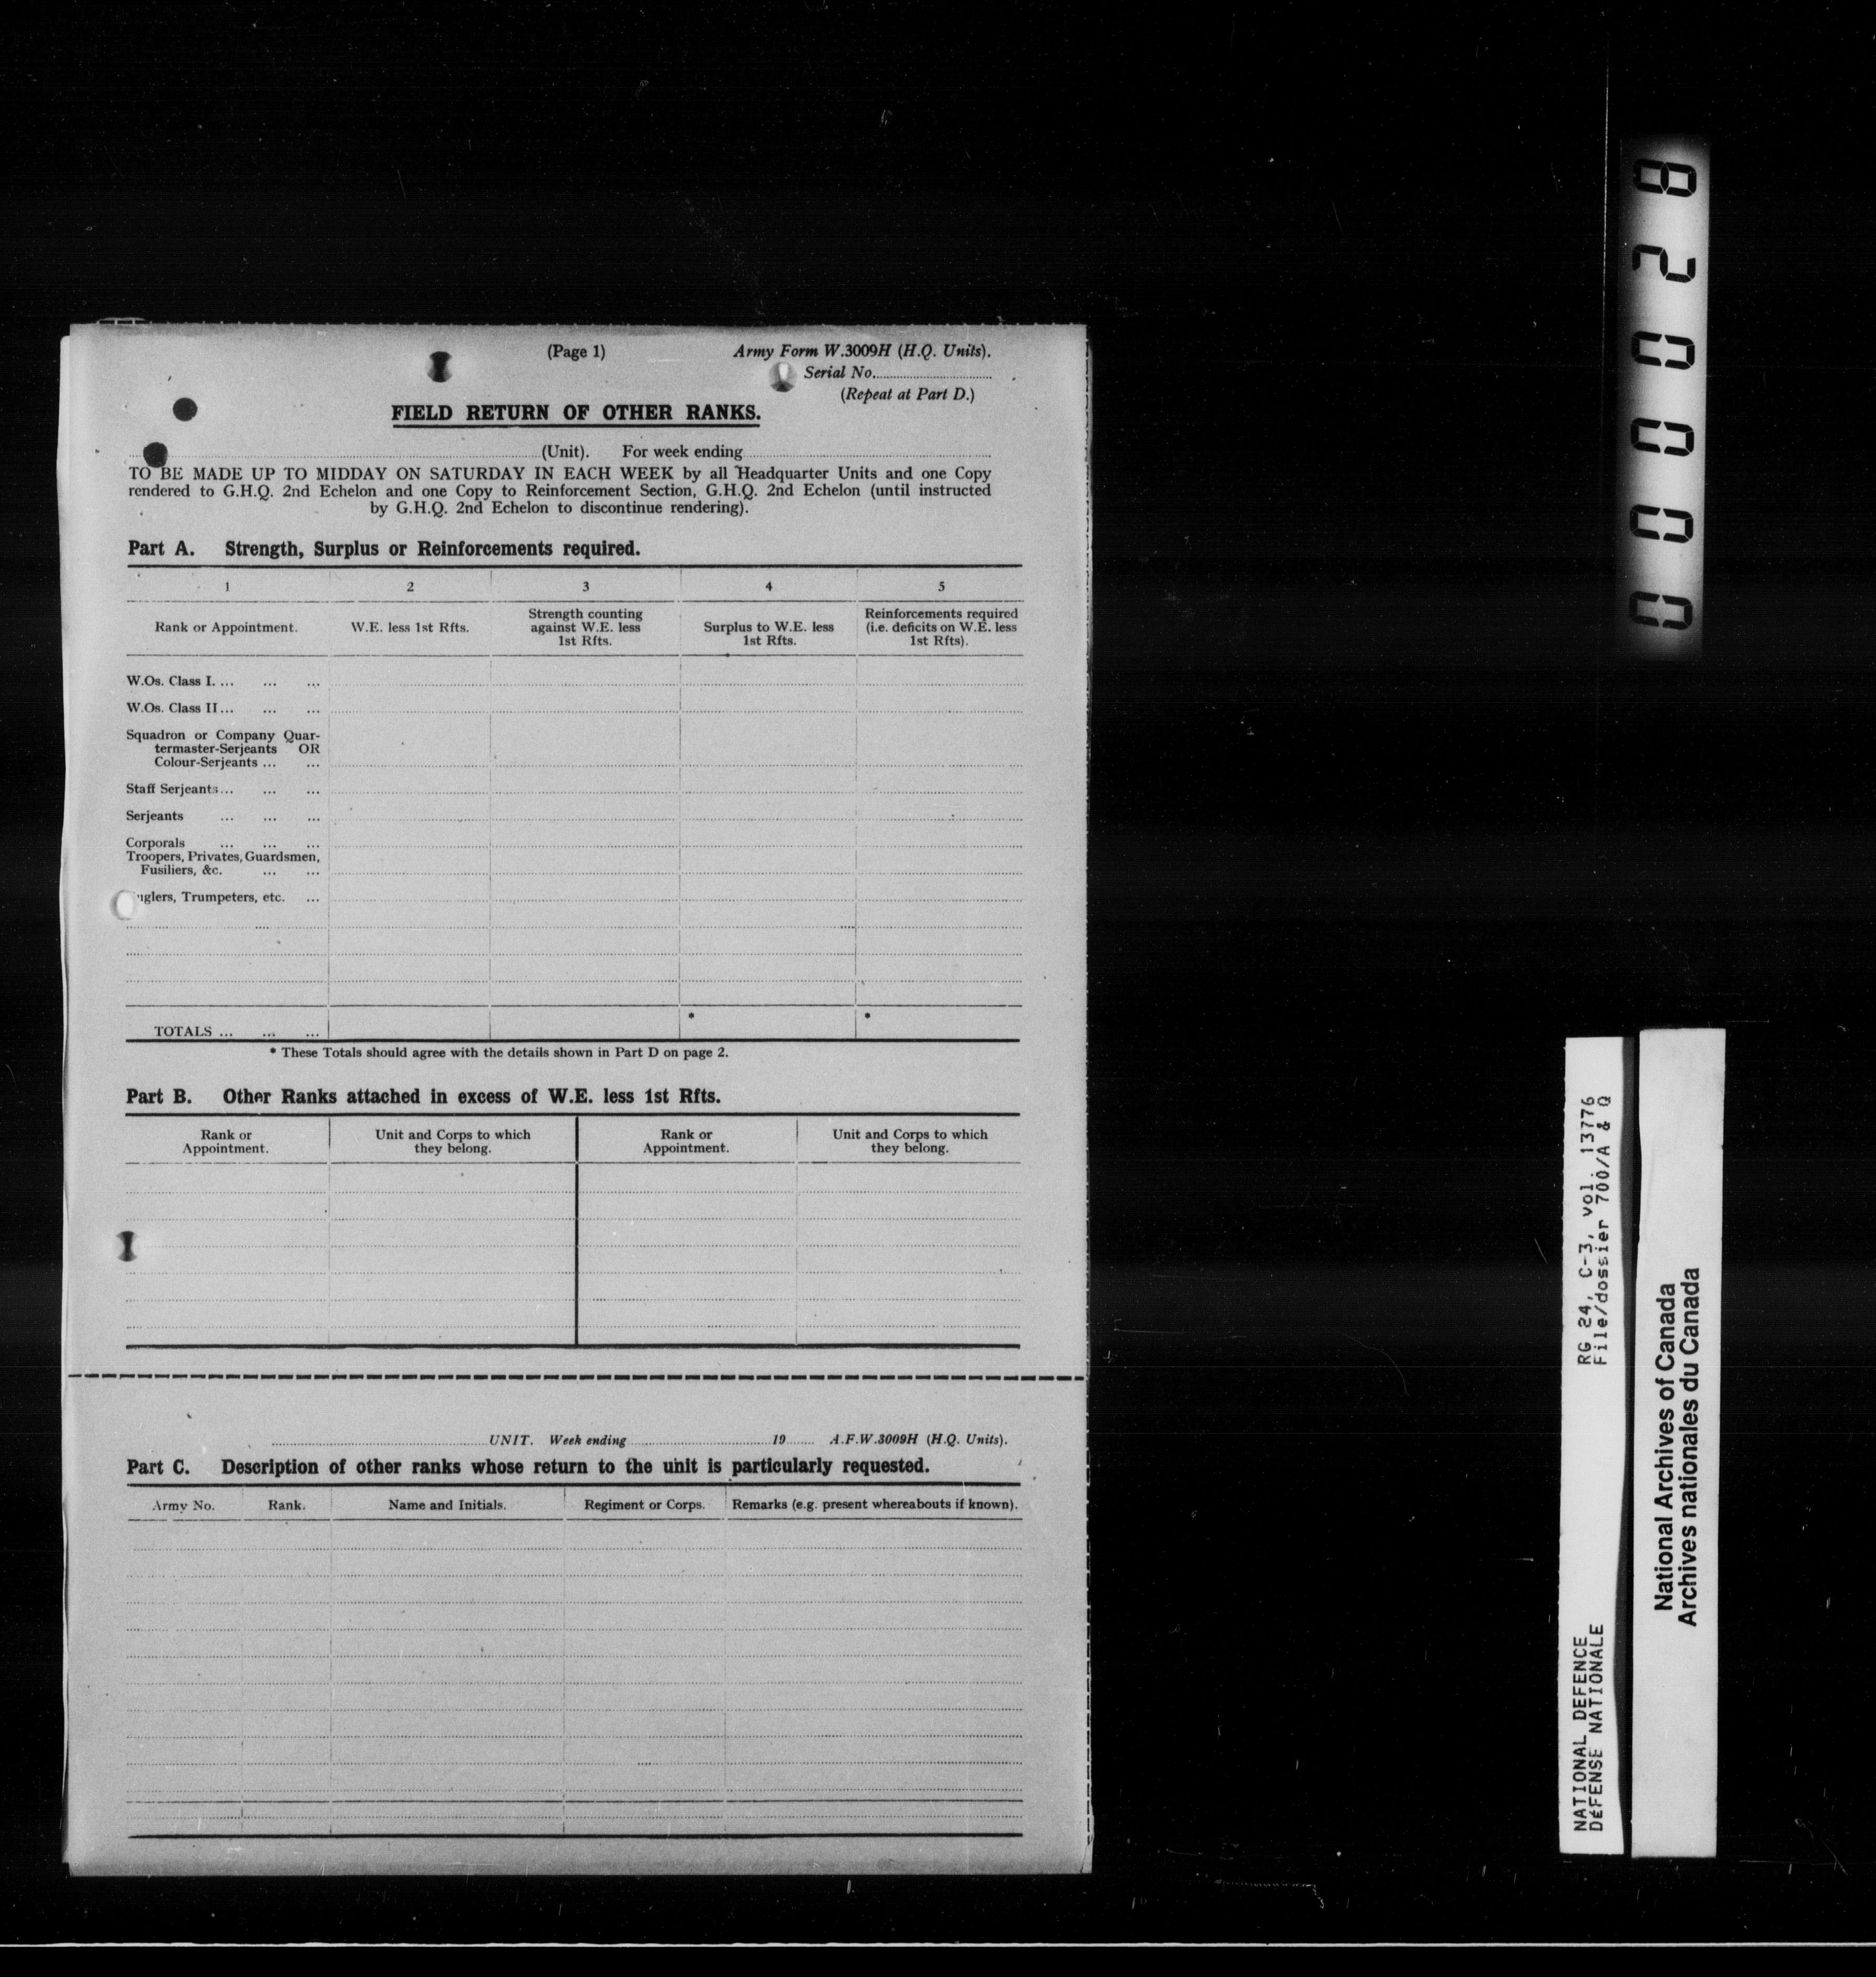 (Page 1) Army Form W.3009H (H.Q. Units).
Serial No.
(Repeat at Part D.)
FIELD RETURN OF OTHER RANKS.
(Unit). For week ending
TO BE MADE UP TO MIDDAY ON SATURDAY IN EACH WEEK by all Headquarter Units and one Copy
rendered to G.H.Q. 2nd Echelon and one Copy to Reinforcement Section, G.H.Q. 2nd Echelon (until instructed
by G.H.Q. 2nd Echelon to discontinue rendering).
Part A. Strength, Surplus or Reinforcements required.
1 2 3 4 5
Rank or Appointment.
W.E. less 1st Rfts.
Strength counting
against W.E. less
1st Rfts.
Surplus to W.E. less
1st Rfts.
Reinforcements required
(i.e. deficits on W.E. less
1st Rfts).
W.Os. Class I. ... ... ...
W.Os. Class II... ... ...
Squadron or Company Quar-
termaster-Serjeants OR
Colour-Serjeants ... ...
Staff Serjeants... ... ...
Serjeants ... ... ...
Corporals ... ... ...
Troopers, Privates, Guardsmen,
Fusiliers, &c. ... ...
uglers, Trumpeters, etc. ...
* *
TOTALS ... ... ...
* These Totals should agree with the details shown in Part D on page 2.
Part B. Other Ranks attached in excess of W.E. less 1st Rfts.
Rank or
Appointment.
Unit and Corps to which
they belong.
Rank or
Appointment.
Unit and Corps to which
they belong.
UNIT. Week ending 19 A.F.W.3009H (H.Q. Units).
Part C. Description of other ranks whose return to the unit is particularly requested.
Army No. Rank. Name and Initials. Regiment or Corps. Remarks (e.g. present whereabouts if known).
000028
NATIONAL DEFENCE RG 24, C-3, vol. 13776
DéFENSE NATIONALE File/dossier 700/A & Q
National Archives of Canada
Archives nationales du Canada